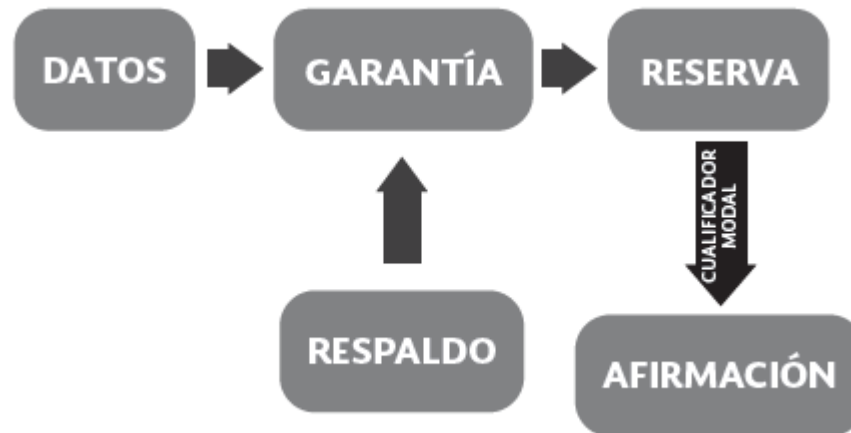 DATOS
GARANTÍA
RESERVA
CUALIFICADOR
MODAL
RESPALDO
AFIRMACIÓN